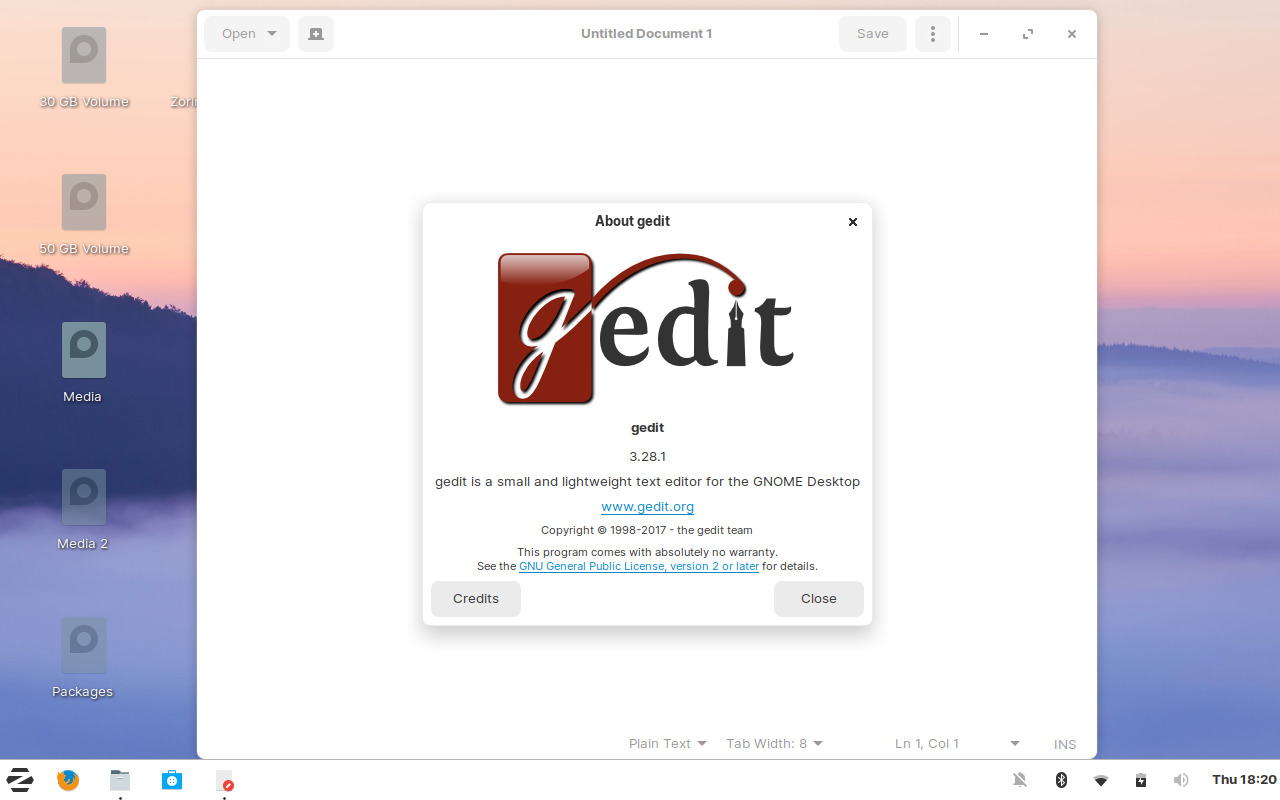 Open
Untitled Document 1
Save
30 GB Volume
50 GB Volume
Media
Media 2
Packages
About gedit
gedit
gedit
3.28.1
gedit is a small and lightweight text editor for the GNOME Desktop
www.gedit.org
Copyright © 1998-2017 - the gedit team
This program comes with absolutely no warranty.
See the GNU General Public License, version 2 or later for details.
Credits
Close
Plain Text
Tab Width: 8
Ln 1, Col 1
INS
Thu 18:20